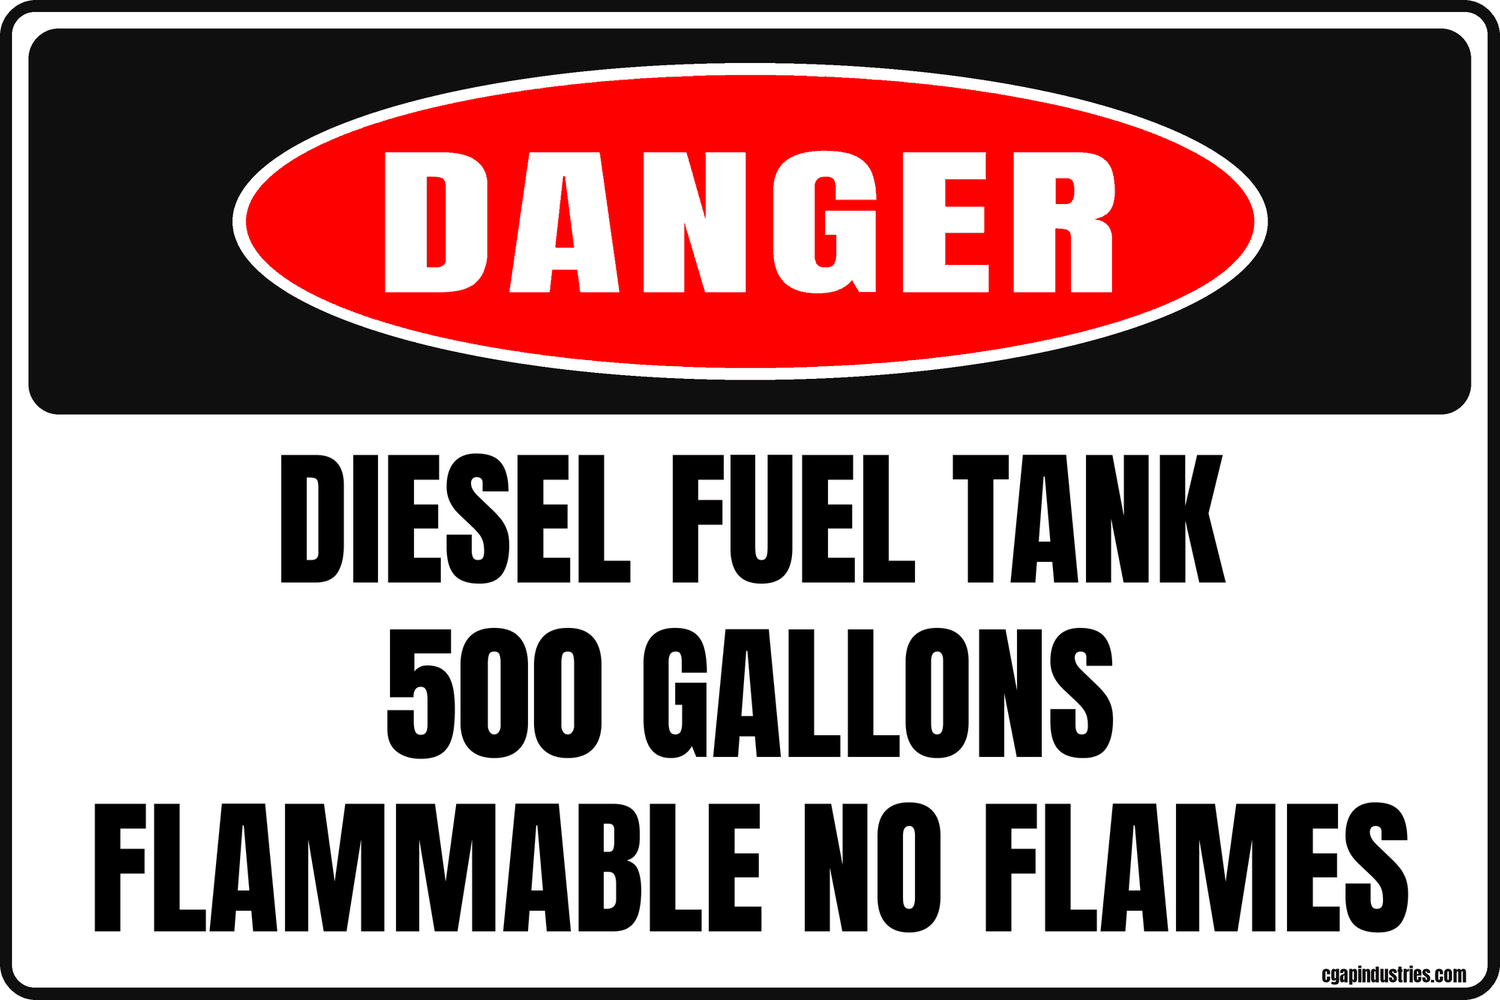 DANGER
DIESEL FUEL TANK
500 GALLONS
FLAMMABLE NO FLAMES
cgapindustries.com